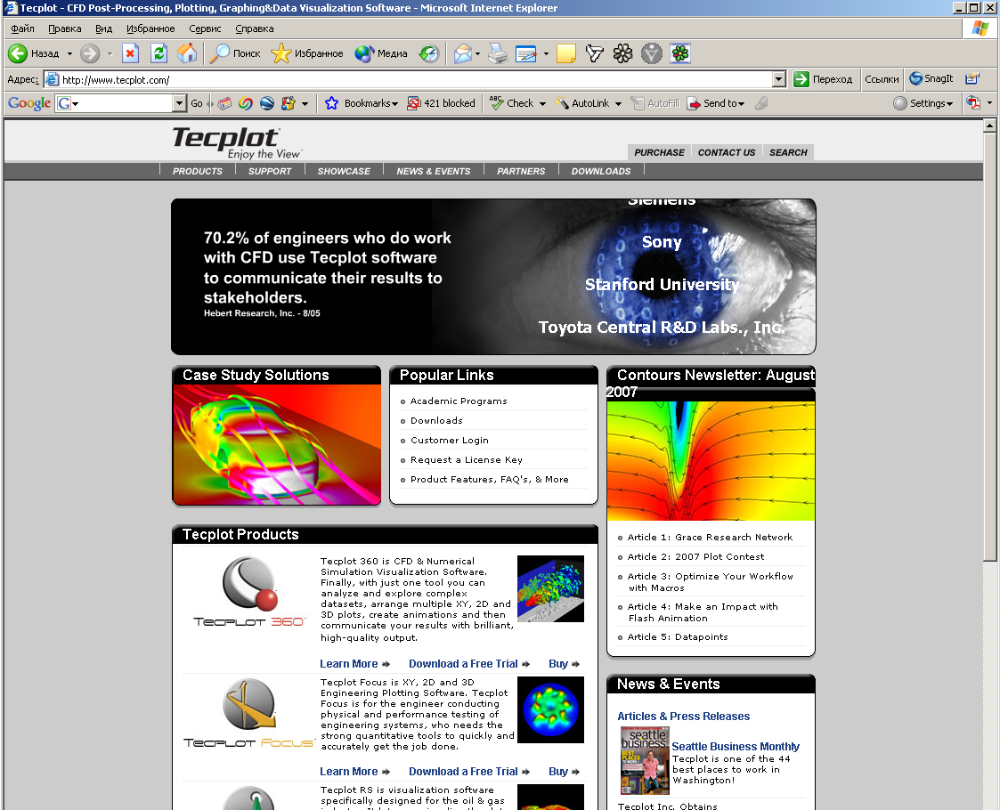 Tecplot - CFD Post-Processing, Plotting, Graphing&Data Visualization Software - Microsoft Internet Explorer
Файл Правка Вид Избранное Сервис Справка
Назад Поиск Избранное Медиа
Адрес: http://www.tecplot.com/ Переход Ссылки SnagIt
Google G Go Bookmarks 421 blocked ABC Check AutoLink AutoFill Send to Settings
Tecplot
Enjoy the View
PURCHASE CONTACT US SEARCH
PRODUCTS SUPPORT SHOWCASE NEWS & EVENTS PARTNERS DOWNLOADS
70.2% of engineers who do work
with CFD use Tecplot software
to communicate their results to
stakeholders.
Hebert Research, Inc. - 8/05
Siemens
Sony
Stanford University
Toyota Central R&D Labs., Inc.
Case Study Solutions
Popular Links
Academic Programs
Downloads
Customer Login
Request a License Key
Product Features, FAQ's, & More
Contours Newsletter: August
2007
Article 1: Grace Research Network
Article 2: 2007 Plot Contest
Article 3: Optimize Your Workflow
with Macros
Article 4: Make an Impact with
Flash Animation
Article 5: Datapoints
Tecplot Products
TECPLOT 360
Tecplot 360 is CFD & Numerical
Simulation Visualization Software.
Finally, with just one tool you can
analyze and explore complex
datasets, arrange multiple XY, 2D and
3D plots, create animations and then
communicate your results with brilliant,
high-quality output.
Learn More Download a Free Trial Buy
TECPLOT FOCUS
Tecplot Focus is XY, 2D and 3D
Engineering Plotting Software. Tecplot
Focus is for the engineer conducting
physical and performance testing of
engineering systems, who needs the
strong quantitative tools to quickly and
accurately get the job done.
Learn More Download a Free Trial Buy
Tecplot RS is visualization software
specifically designed for the oil & gas
News & Events
Articles & Press Releases
seattle
business
BEST
PLACES
TO WORK
Seattle Business Monthly
Tecplot is one of the 44
best places to work in
Washington!
Tecplot Inc. Obtains